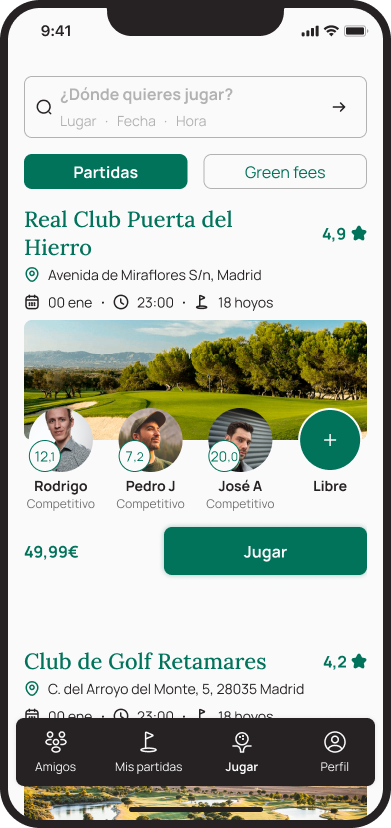 9:41
¿Dónde quieres jugar?
Lugar · Fecha · Hora
Partidas
Green fees
Real Club Puerta del
Hierro
4,9
Avenida de Miraflores S/n, Madrid
00 ene · 23:00 · 18 hoyos
12,1
7,2
20,0
Rodrigo
Pedro J
José A
Libre
Competitivo
Competitivo
Competitivo
49,99€
Jugar
Club de Golf Retamares
4,2
C. del Arroyo del Monte, 5, 28035 Madrid
00 ene · 23:00 · 18 hoyos
Amigos
Mis partidas
Jugar
Perfil